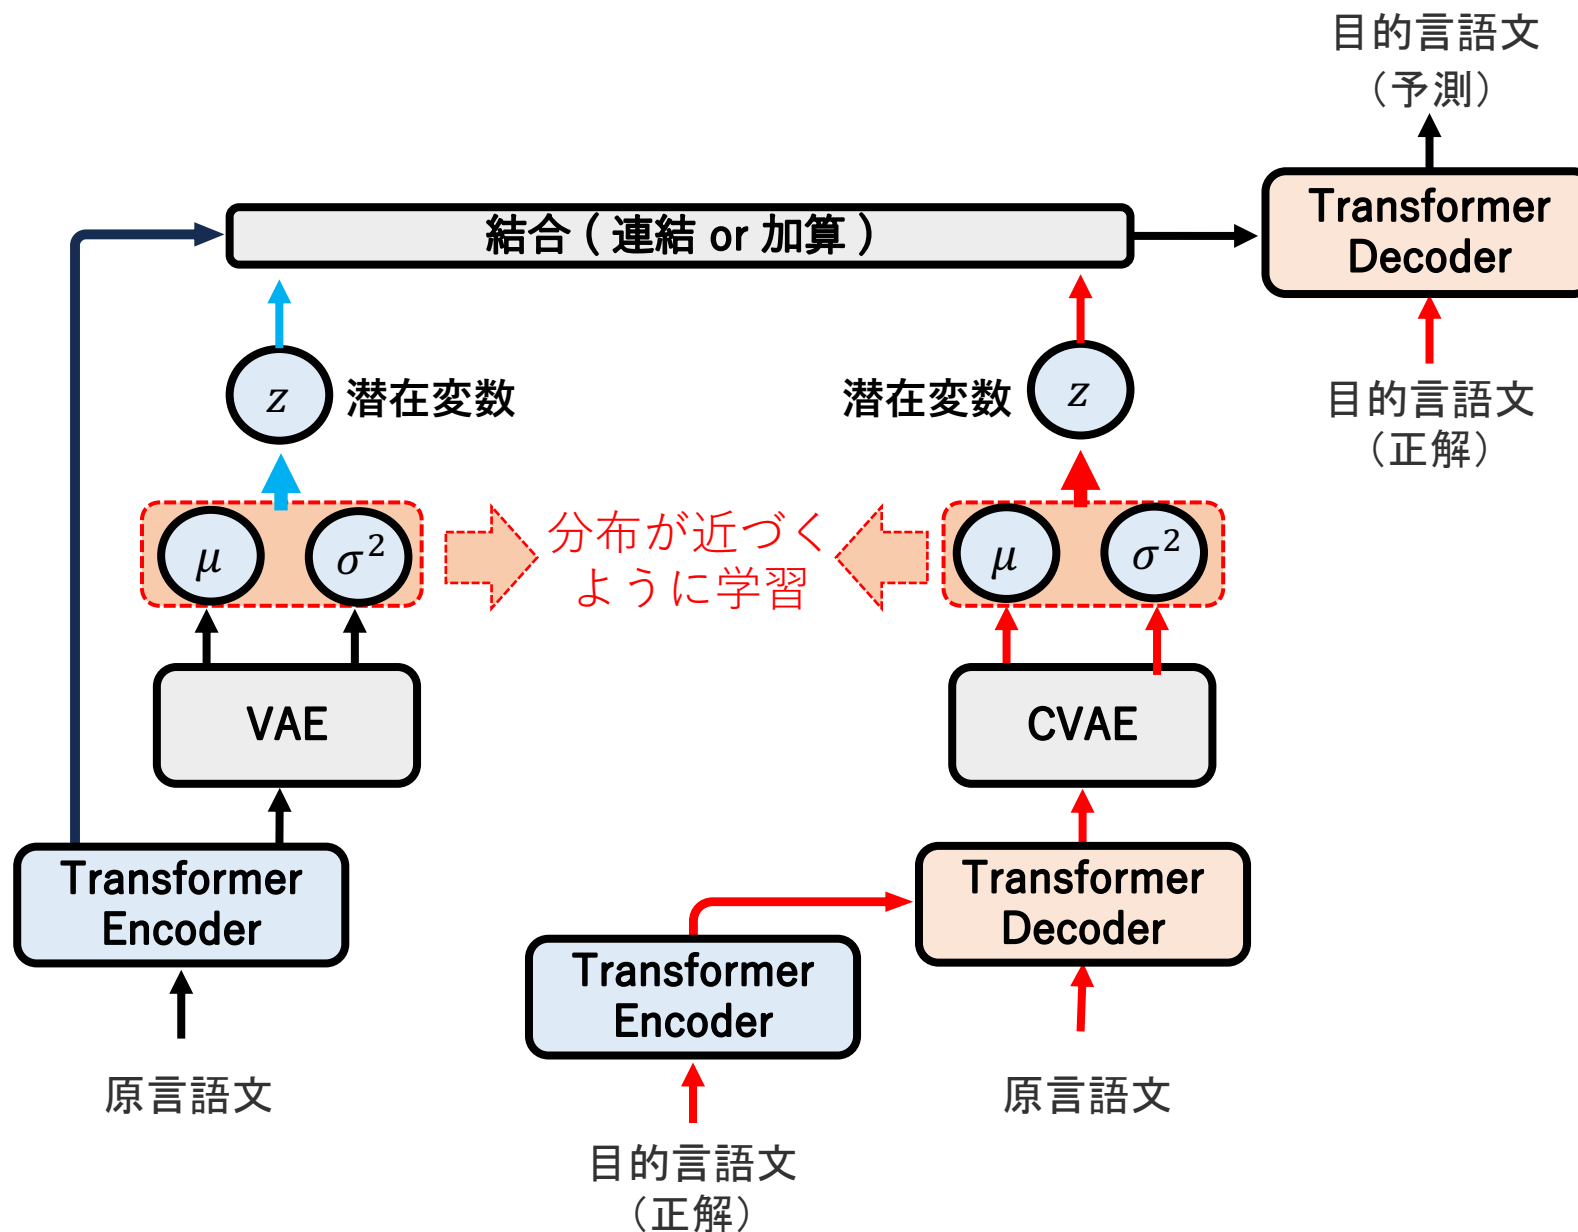 目的言語文
（予測）
Transformer
Decoder
結合（連結 or 加算）
目的言語文
（正解）
z
潜在変数
潜在変数
z
μ
σ²
分布が近づく
ように学習
μ
σ²
VAE
CVAE
Transformer
Encoder
Transformer
Decoder
Transformer
Encoder
原言語文
原言語文
目的言語文
（正解）